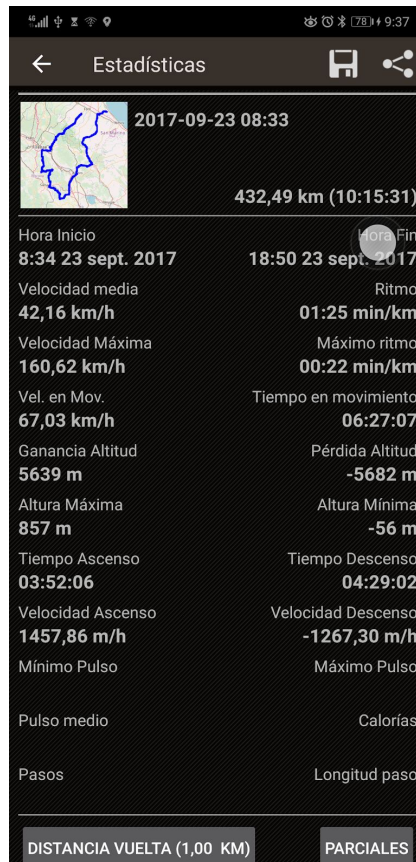 46 78 9:37
Estadísticas
2017-09-23 08:33
432,49 km (10:15:31)
Hora Inicio Hora Fin
8:34 23 sept. 2017 18:50 23 sept. 2017
Velocidad media Ritmo
42,16 km/h 01:25 min/km
Velocidad Máxima Máximo ritmo
160,62 km/h 00:22 min/km
Vel. en Mov. Tiempo en movimiento
67,03 km/h 06:27:07
Ganancia Altitud Pérdida Altitud
5639 m -5682 m
Altura Máxima Altura Mínima
857 m -56 m
Tiempo Ascenso Tiempo Descenso
03:52:06 04:29:02
Velocidad Ascenso Velocidad Descenso
1457,86 m/h -1267,30 m/h
Mínimo Pulso Máximo Pulso
Pulso medio Calorías
Pasos Longitud paso
DISTANCIA VUELTA (1,00 KM) PARCIALES